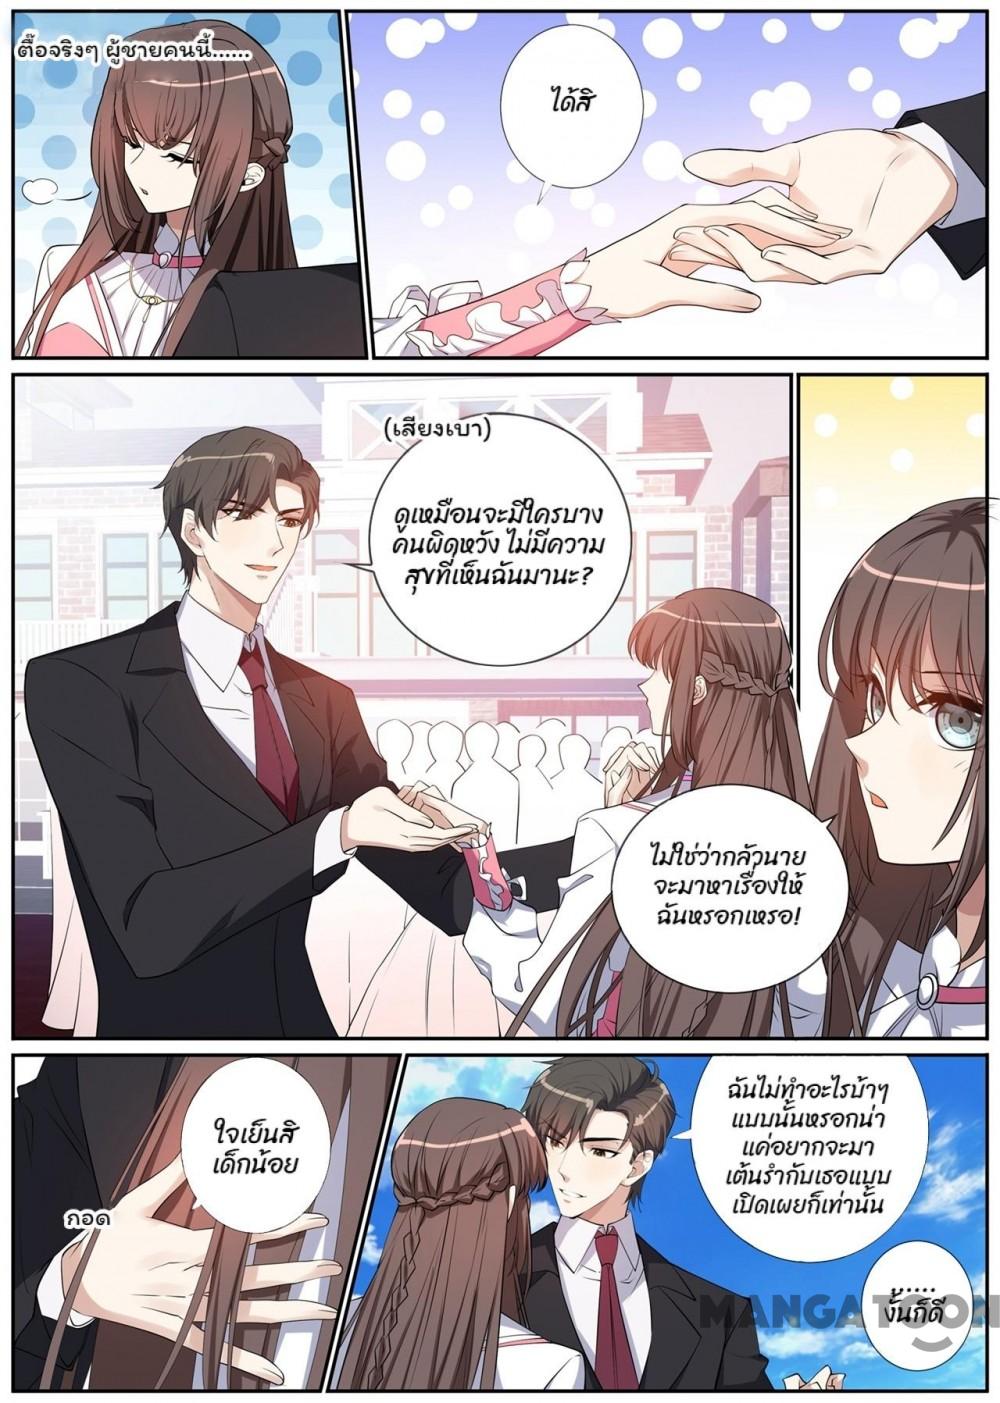 ตื๊อจริงๆ ผู้ชายคนนี้......
ได้สิ
(เสียงเบา)
ดูเหมือนจะมีใครบาง
คนผิดหวัง ไม่มีความ
สุขที่เห็นฉันมานะ?
ไม่ใช่ว่ากลัวนาย
จะมาหาเรื่องให้
ฉันหรอกเหรอ!
ใจเย็นสิ
เด็กน้อย
กอด
ฉันไม่ทำอะไรบ้าๆ
แบบนั้นหรอกน่า
แค่อยากจะมา
เต้นรำกับเธอแบบ
เปิดเผยก็เท่านั้น
......
งั้นก็ดี
MANGATOON